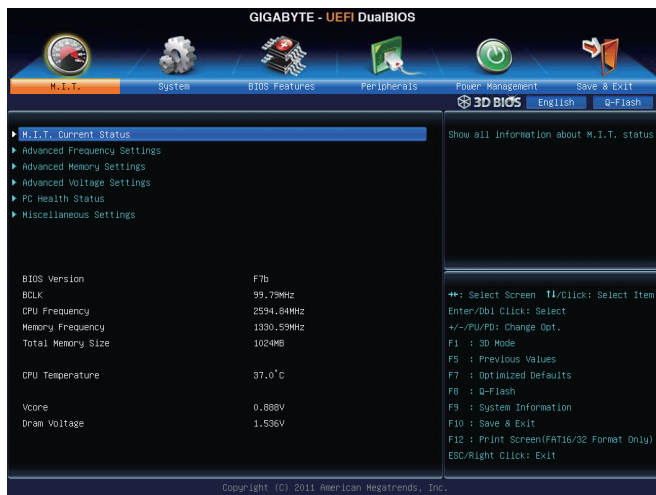 GIGABYTE - UEFI DualBIOS
M.I.T.
System
BIOS Features
Peripherals
Power Management
Save & Exit
3D BIOS English Q-Flash
M.I.T. Current Status
Advanced Frequency Settings
Advanced Memory Settings
Advanced Voltage Settings
PC Health Status
Miscellaneous Settings
Show all information about M.I.T. status
BIOS Version F7b
BCLK 99.79MHz
CPU Frequency 2594.84MHz
Memory Frequency 1330.59MHz
Total Memory Size 1024MB
CPU Temperature 37.0°C
Vcore 0.888V
Dram Voltage 1.536V
→←: Select Screen ↑↓/Click: Select Item
Enter/Dbl Click: Select
+/-/PU/PD: Change Opt.
F1 : 3D Mode
F5 : Previous Values
F7 : Optimized Defaults
F8 : Q-Flash
F9 : System Information
F10 : Save & Exit
F12 : Print Screen(FAT16/32 Format Only)
ESC/Right Click: Exit
Copyright (C) 2011 American Megatrends, Inc.